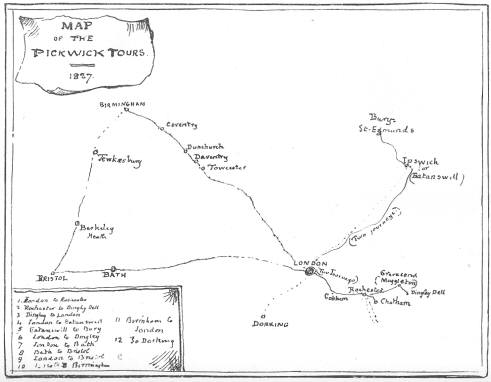 MAP
OF THE
PICKWICK TOURS.
1827.
BIRMINGHAM
Coventry
Dunchurch
Daventry
Towcester
Tewkesbury
Berkeley
Heath
BRISTOL
BATH
Bury
St-Edmunds
Ipswich
(or
Eatanswill)
(Two journeys)
LONDON
(Two Journeys)
Gravesend
(Muggleton)
Rochester
Dingley Dell
Cobham
Chatham
DORKING
1 London to Rochester
2 Rochester to Dingley Dell
3 Dingley to London
4 London to Eatanswill
5 Eatanswill to Bury
6 London to Dingley
7 London to Bath
8 Bath to Bristol
9 London to Bristol
10 Bristol to Birmingham
11 Birmham to
London
12 To Dorking